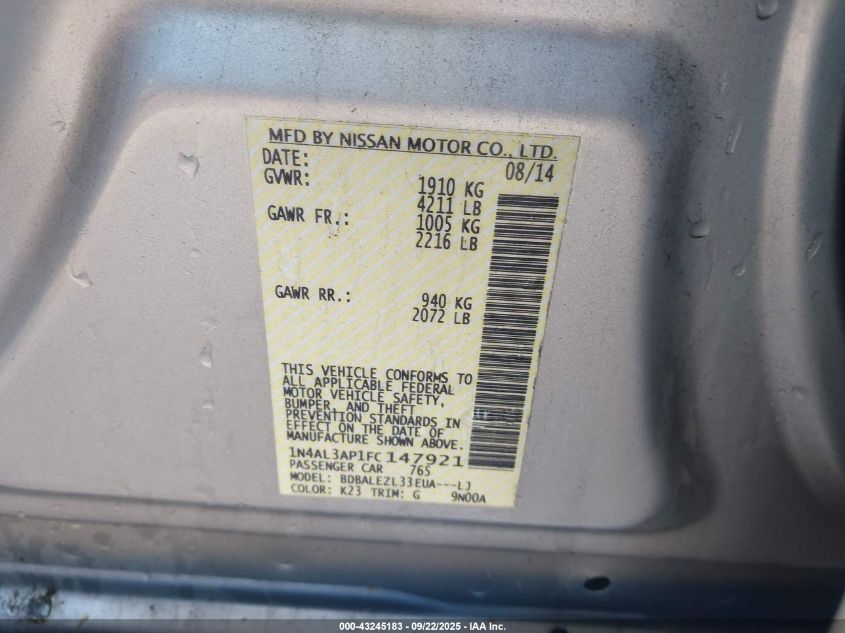 MFD BY NISSAN MOTOR CO., LTD.
DATE: 08/14
GVWR: 1910 KG
4211 LB
GAWR FR.: 1005 KG
2216 LB
GAWR RR.: 940 KG
2072 LB
THIS VEHICLE CONFORMS TO
ALL APPLICABLE FEDERAL
MOTOR VEHICLE SAFETY,
BUMPER, AND THEFT
PREVENTION STANDARDS IN
EFFECT ON THE DATE OF
MANUFACTURE SHOWN ABOVE.
1N4AL3AP1FC147921
PASSENGER CAR 765
MODEL: BDBALEZL33EUA---LJ
COLOR: K23 TRIM: G 9N00A
000-43245183 - 09/22/2025 - IAA Inc.